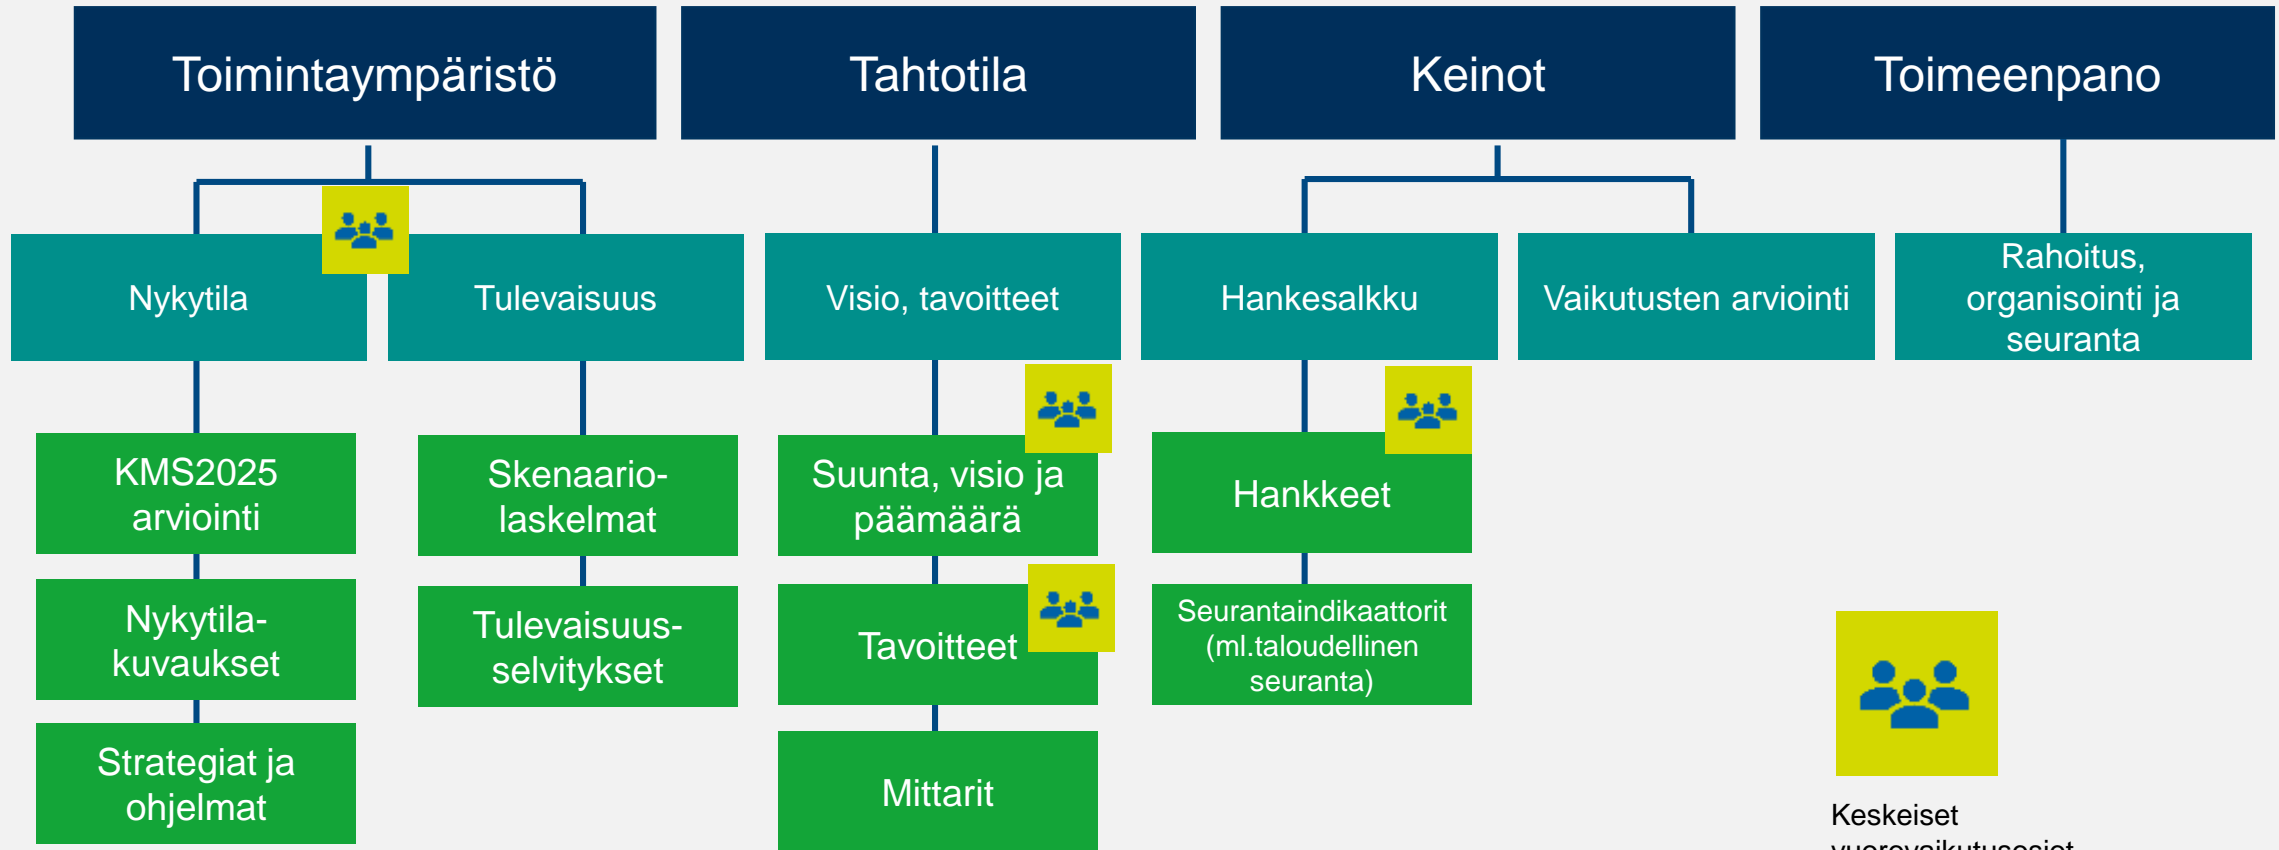 Toimintaympäristö
Tahtotila
Keinot
Toimeenpano
Nykytila
Tulevaisuus
Visio, tavoitteet
Hankesalkku
Vaikutusten arviointi
Rahoitus,
organisointi ja
seuranta
KMS2025
arviointi
Nykytila-
kuvaukset
Strategiat ja
ohjelmat
Skenaario-
laskelmat
Tulevaisuus-
selvitykset
Suunta, visio ja
päämäärä
Tavoitteet
Mittarit
Hankkeet
Seurantaindikaattorit
(ml.taloudellinen
seuranta)
Keskeiset